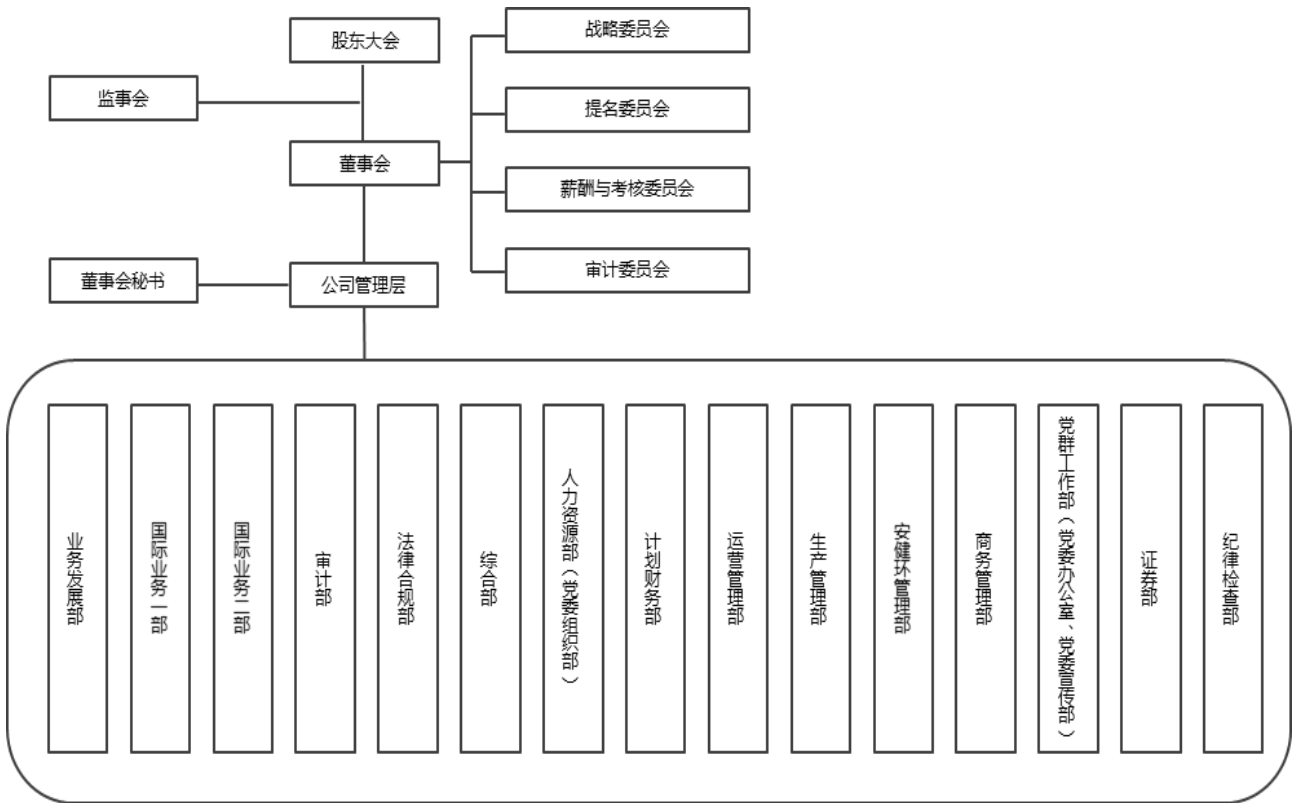 股东大会
战略委员会
监事会
提名委员会
董事会
薪酬与考核委员会
董事会秘书
公司管理层
审计委员会
业务发展部
国际业务一部
国际业务二部
审计部
法律合规部
综合部
人力资源部（党委组织部）
计划财务部
运营管理部
生产管理部
安健环管理部
商务管理部
党群工作部（党委办公室、党委宣传部）
证券部
纪律检查部